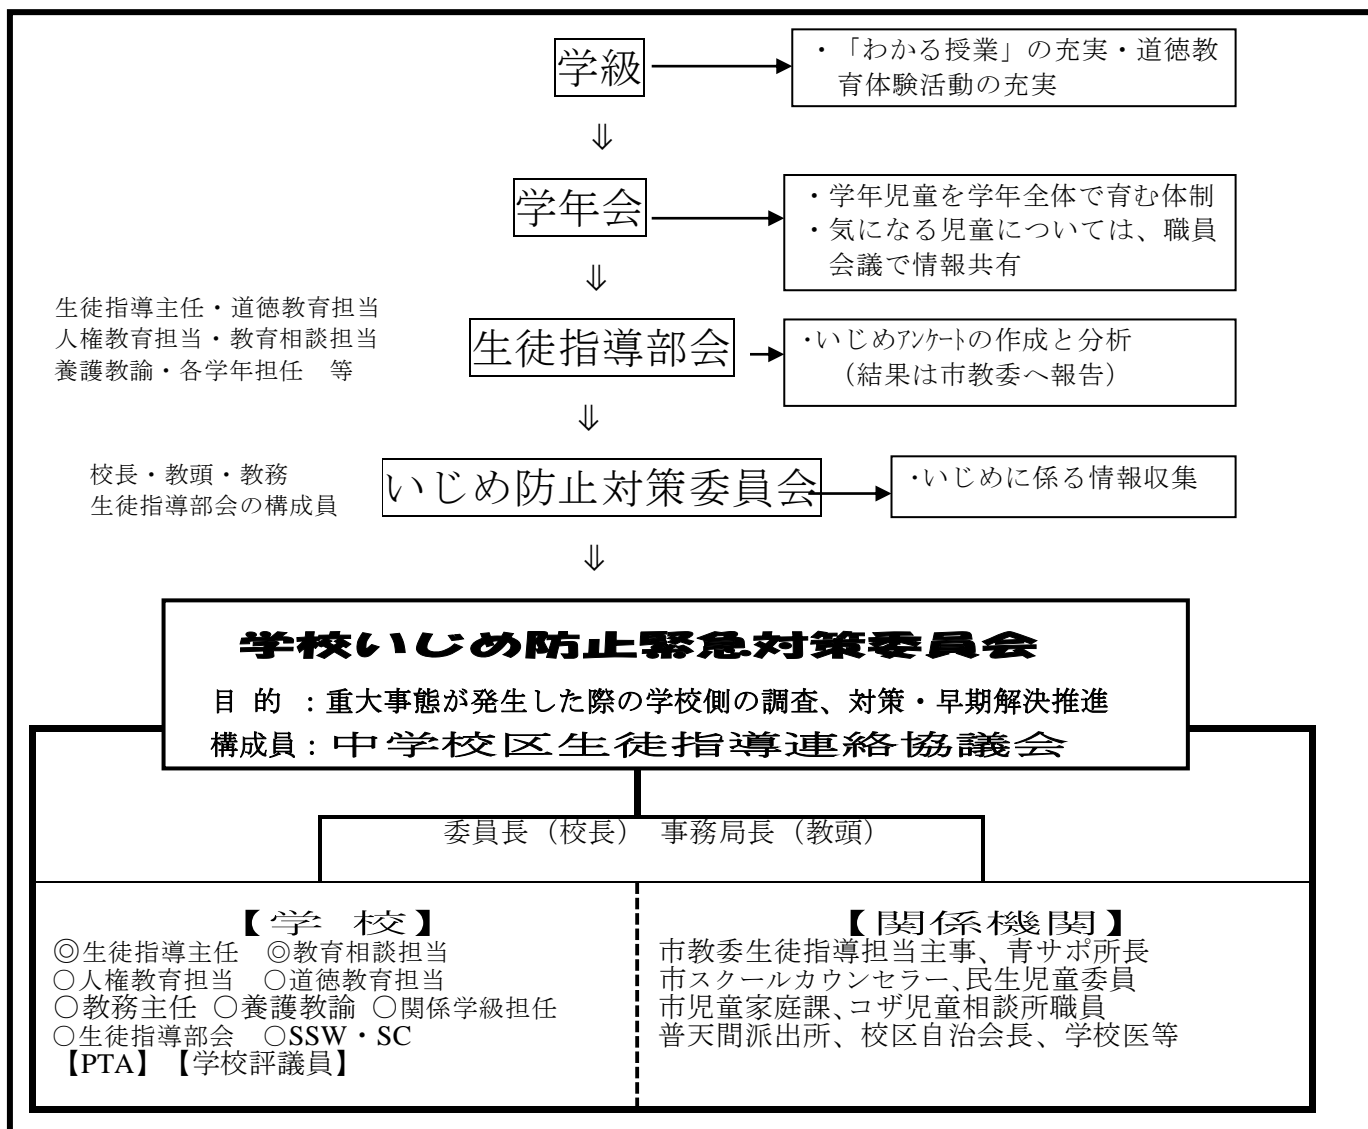 学級
・「わかる授業」の充実・道徳教
育体験活動の充実
⇓
学年会
・学年児童を学年全体で育む体制
・気になる児童については、職員
会議で情報共有
⇓
生徒指導主任・道徳教育担当
人権教育担当・教育相談担当
養護教諭・各学年担任　等
生徒指導部会
・いじめアンケートの作成と分析
（結果は市教委へ報告）
⇓
校長・教頭・教務
生徒指導部会の構成員
いじめ防止対策委員会
・いじめに係る情報収集
⇓
学校いじめ防止緊急対策委員会
目 的 ：重大事態が発生した際の学校側の調査、対策・早期解決推進
構成員：中学校区生徒指導連絡協議会
委員長（校長）　事務局長（教頭）
【学 校】
◎生徒指導主任　◎教育相談担当
○人権教育担当　○道徳教育担当
○教務主任 ○養護教諭 ○関係学級担任
○生徒指導部会　○SSW・SC
【PTA】【学校評議員】
【関係機関】
市教委生徒指導担当主事、青サポ所長
市スクールカウンセラー、民生児童委員
市児童家庭課、コザ児童相談所職員
普天間派出所、校区自治会長、学校医等